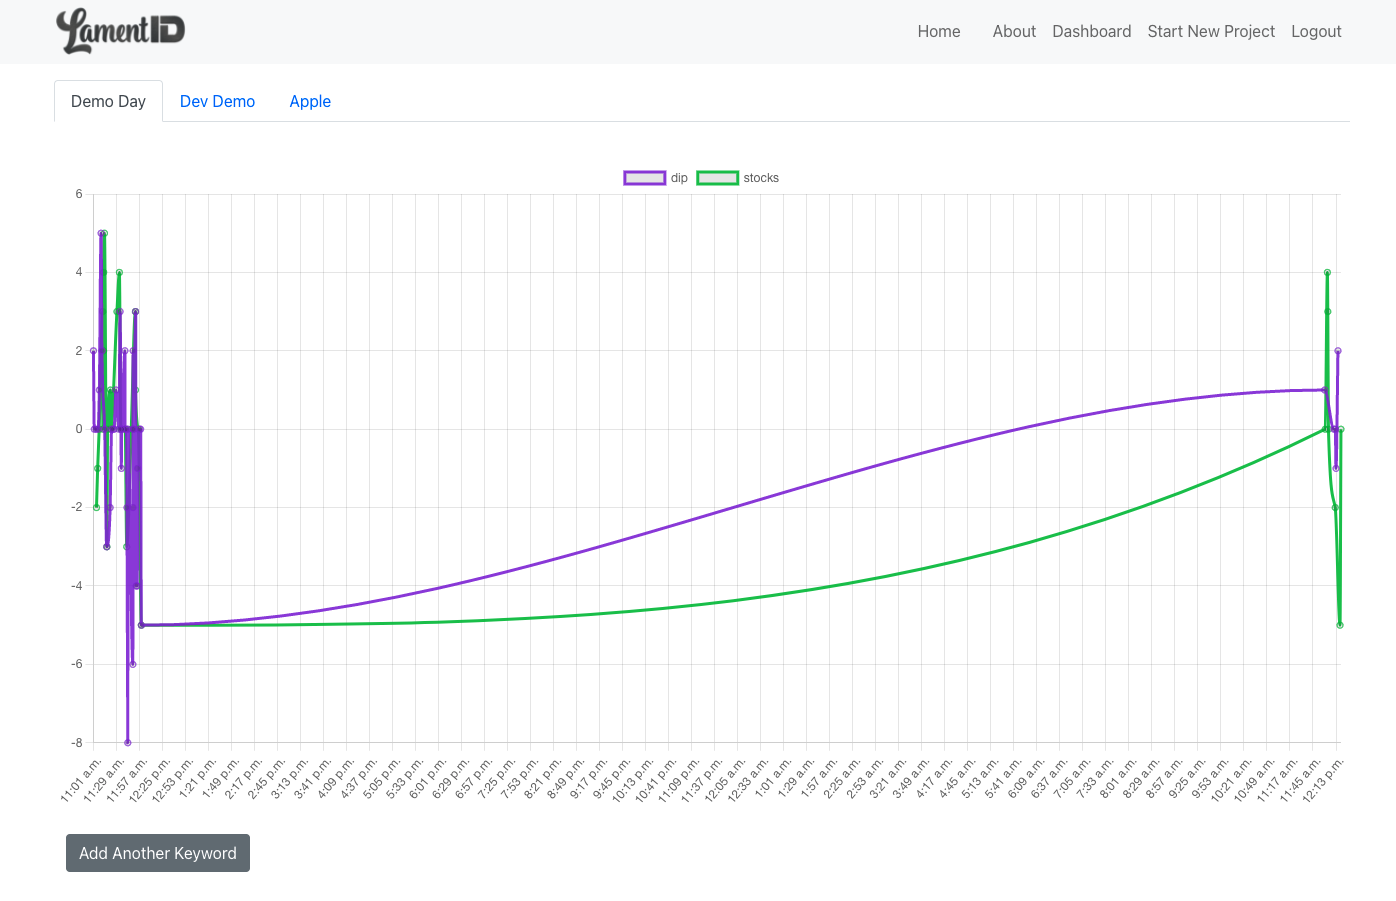 LamentID
Home About Dashboard Start New Project Logout
Demo Day Dev Demo Apple
dip stocks
6
4
2
0
-2
-4
-6
-8
11:01 a.m. 11:29 a.m. 11:57 a.m. 12:25 p.m. 12:53 p.m. 1:21 p.m. 1:49 p.m. 2:17 p.m. 2:45 p.m. 3:13 p.m. 3:41 p.m. 4:09 p.m. 4:37 p.m. 5:05 p.m. 5:33 p.m. 6:01 p.m. 6:29 p.m. 6:57 p.m. 7:25 p.m. 7:53 p.m. 8:21 p.m. 8:49 p.m. 9:17 p.m. 9:45 p.m. 10:13 p.m. 10:41 p.m. 11:09 p.m. 11:37 p.m. 12:05 a.m. 12:33 a.m. 1:01 a.m. 1:29 a.m. 1:57 a.m. 2:25 a.m. 2:53 a.m. 3:21 a.m. 3:49 a.m. 4:17 a.m. 4:45 a.m. 5:13 a.m. 5:41 a.m. 6:09 a.m. 6:37 a.m. 7:05 a.m. 7:33 a.m. 8:01 a.m. 8:29 a.m. 8:57 a.m. 9:25 a.m. 9:53 a.m. 10:21 a.m. 10:49 a.m. 11:17 a.m. 11:45 a.m. 12:13 p.m.
Add Another Keyword